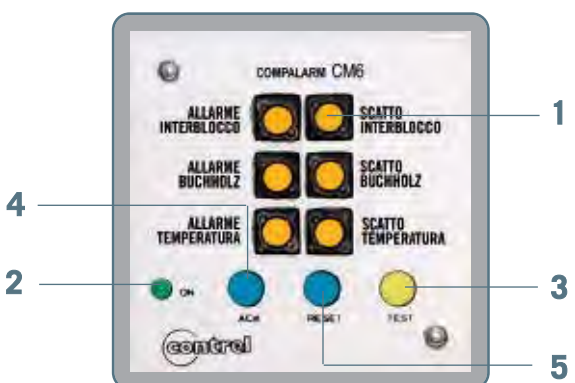 COMPALARM CM6
ALLARME
INTERBLOCCO
SCATTO
INTERBLOCCO
1
ALLARME
BUCHHOLZ
SCATTO
BUCHHOLZ
4
ALLARME
TEMPERATURA
SCATTO
TEMPERATURA
2
ON
3
ACK
RESET
TEST
contrel
5